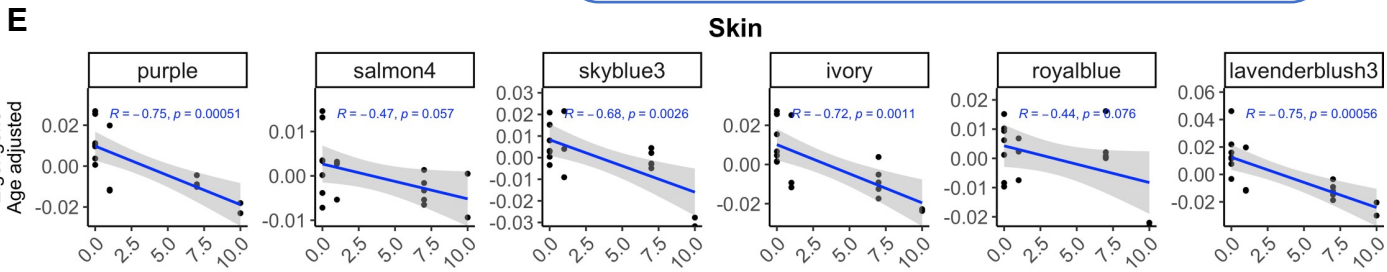 E
Skin
purple
salmon4
skyblue3
ivory
royalblue
lavenderblush3
Age adjusted
R = −0.75, p = 0.00051
0.02
0.00
-0.02
0.0 2.5 5.0 7.5 10.0
R = −0.47, p = 0.057
0.01
0.00
-0.01
0.0 2.5 5.0 7.5 10.0
R = −0.68, p = 0.0026
0.03
0.02
0.01
0.00
-0.01
-0.02
-0.03
0.0 2.5 5.0 7.5 10.0
R = −0.72, p = 0.0011
0.02
0.00
-0.02
0.0 2.5 5.0 7.5 10.0
R = −0.44, p = 0.076
0.02
0.01
0.00
-0.01
-0.02
0.0 2.5 5.0 7.5 10.0
R = −0.75, p = 0.00056
0.06
0.04
0.02
0.00
-0.02
0.0 2.5 5.0 7.5 10.0